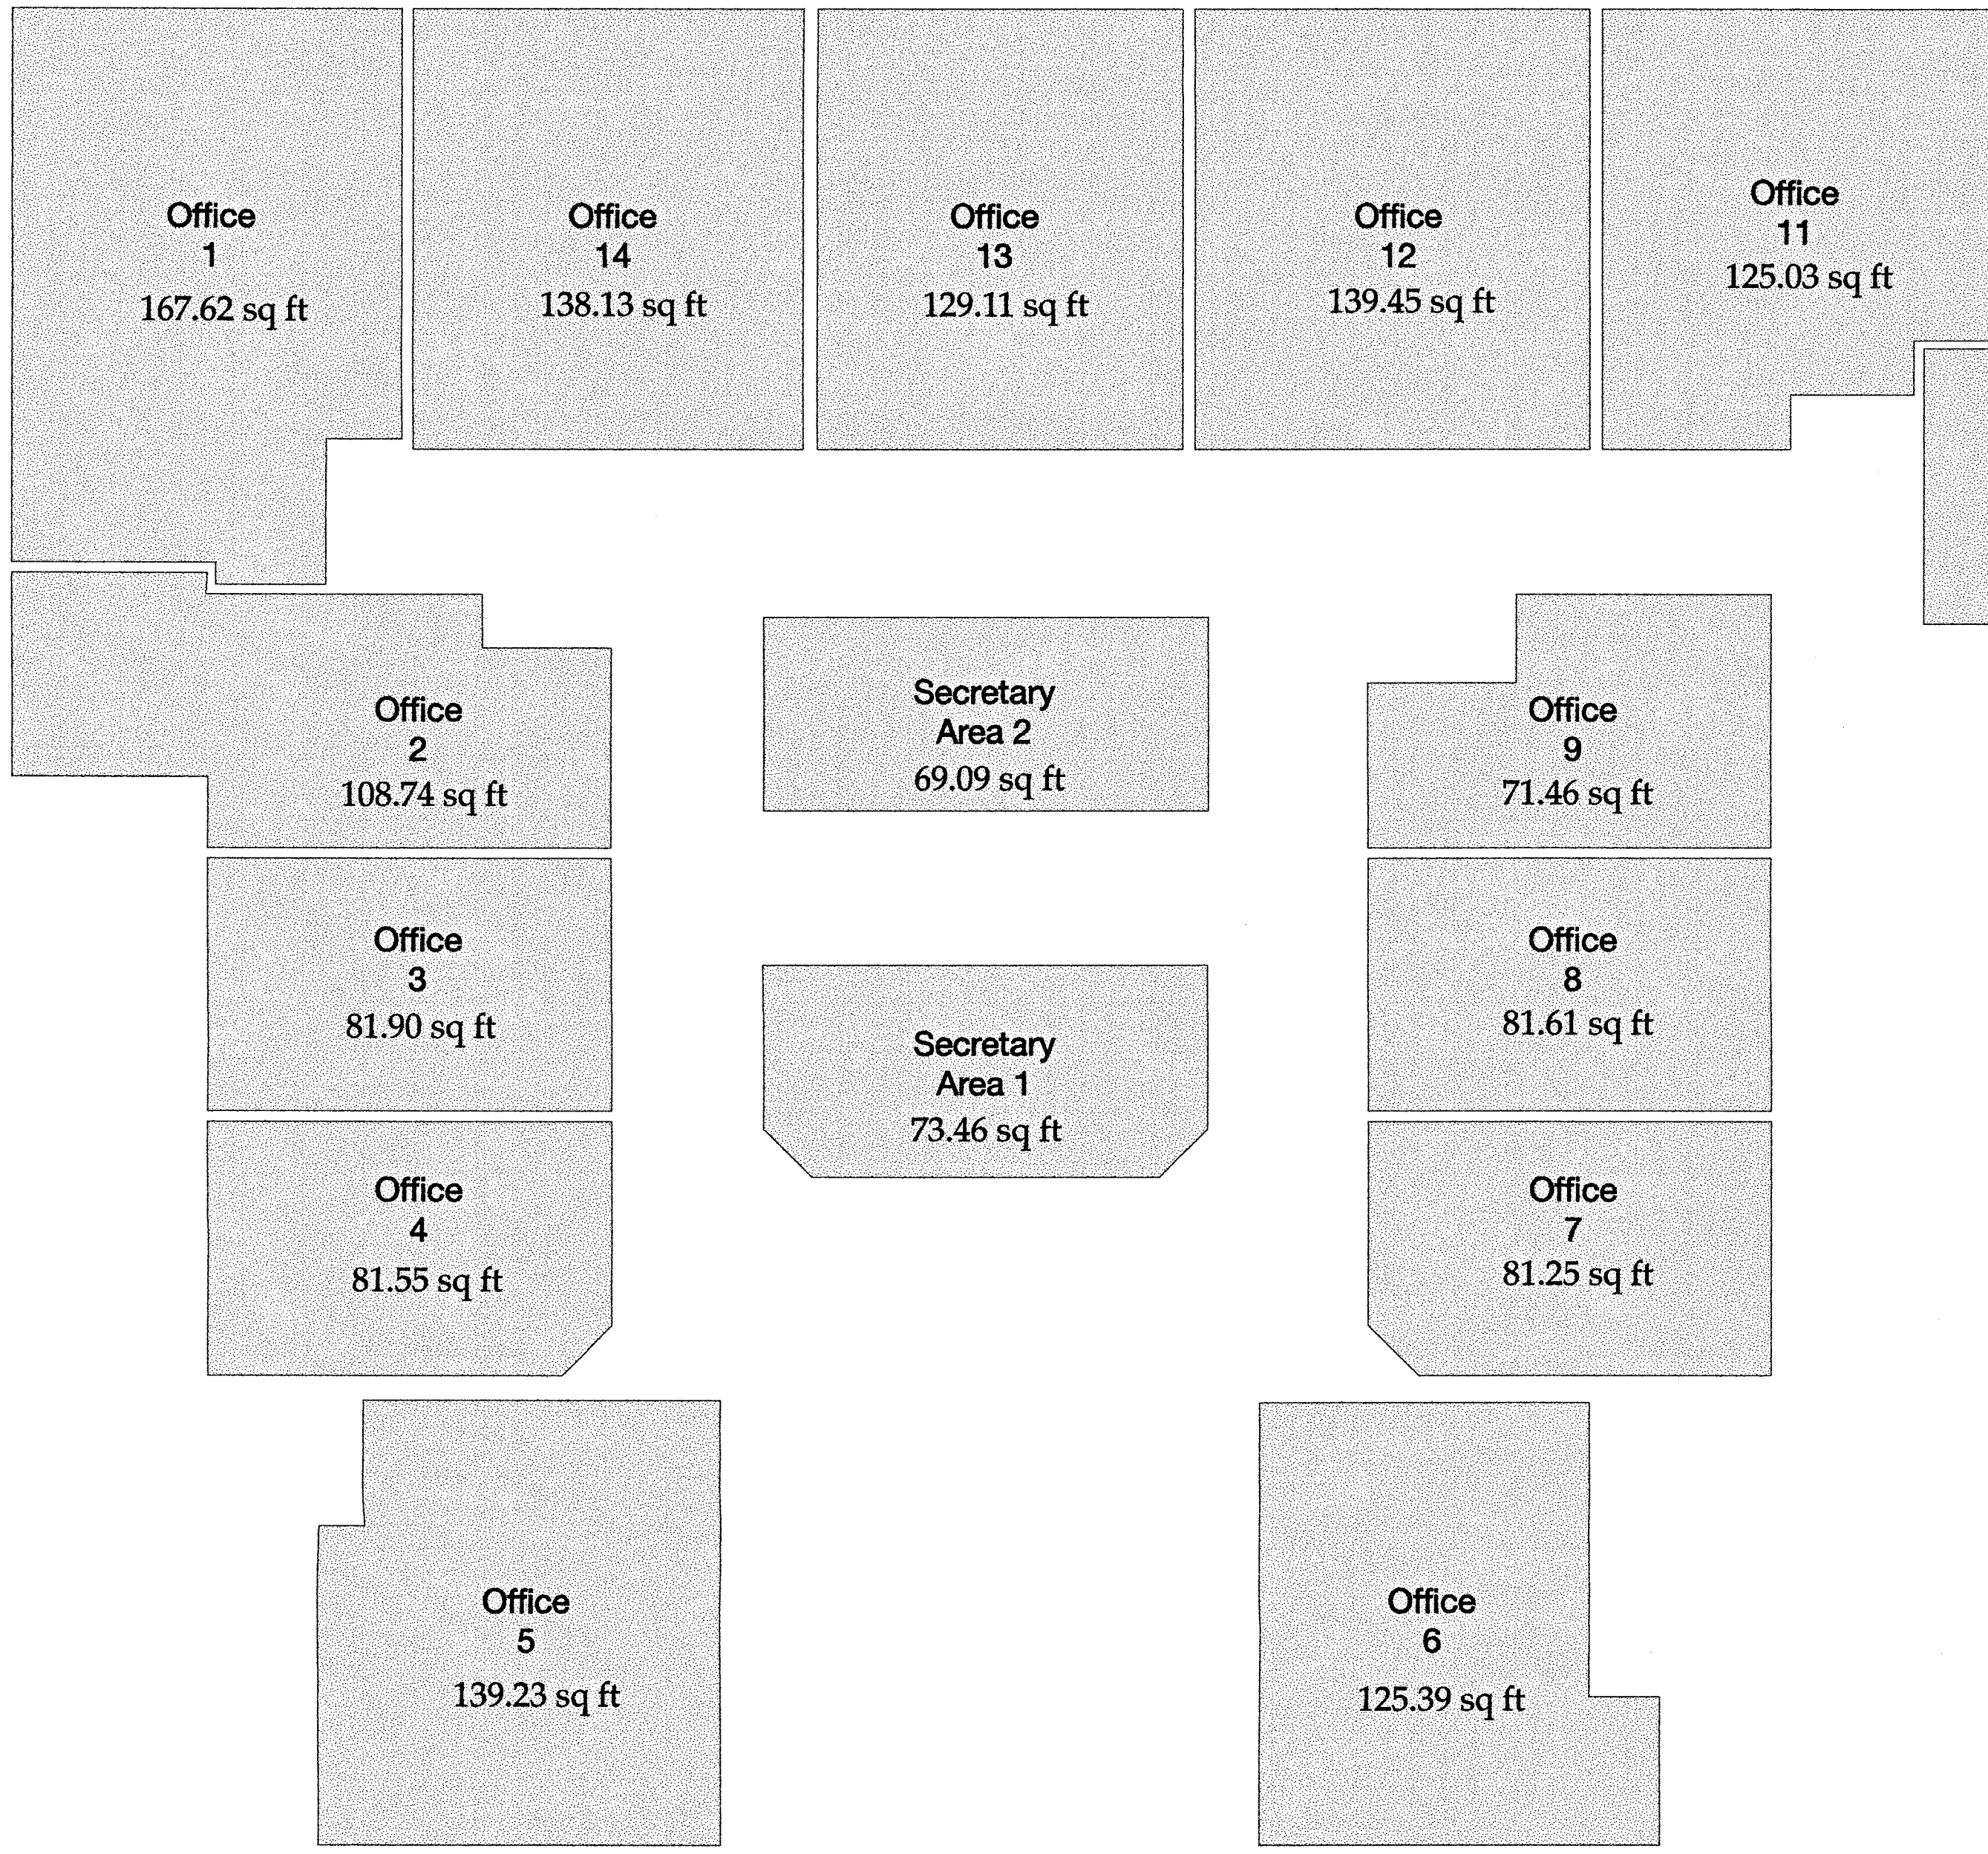 Office
1
167.62 sq ft
Office
14
138.13 sq ft
Office
13
129.11 sq ft
Office
12
139.45 sq ft
Office
11
125.03 sq ft
Office
2
108.74 sq ft
Secretary
Area 2
69.09 sq ft
Office
9
71.46 sq ft
Office
3
81.90 sq ft
Office
8
81.61 sq ft
Secretary
Area 1
73.46 sq ft
Office
4
81.55 sq ft
Office
7
81.25 sq ft
Office
5
139.23 sq ft
Office
6
125.39 sq ft